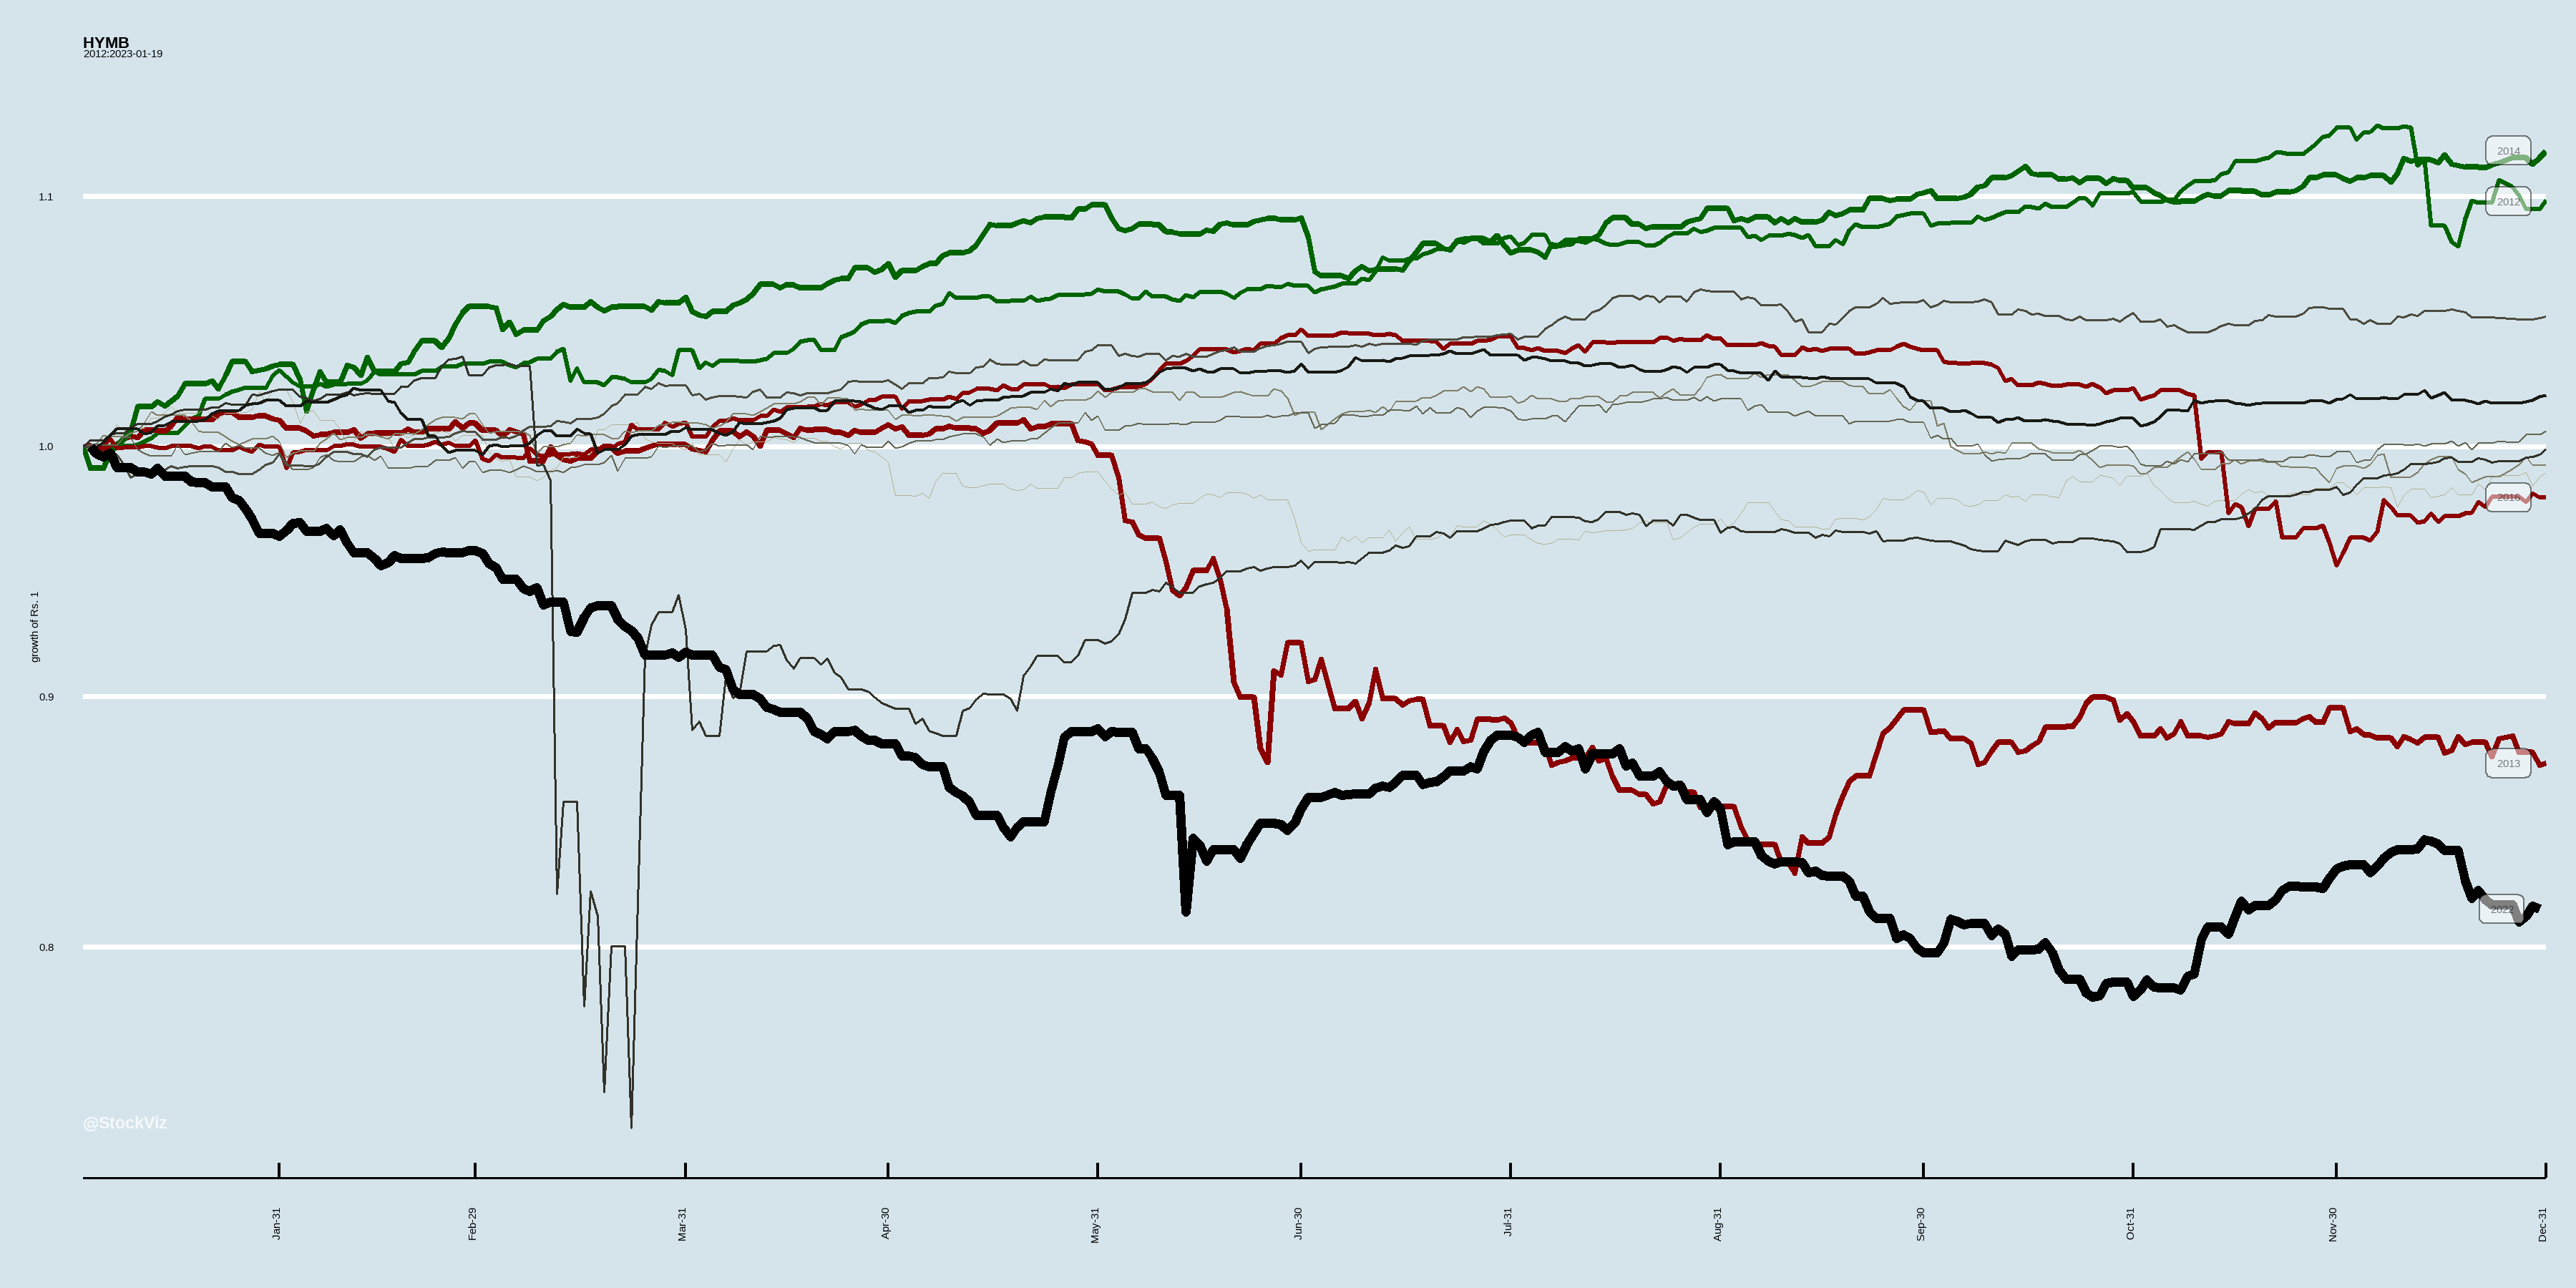 HYMB
2012:2023-01-19
2014
1.1
2012
1.0
2016
growth of Rs. 1
0.9
2013
2022
0.8
@StockViz
Jan-31
Feb-29
Mar-31
Apr-30
May-31
Jun-30
Jul-31
Aug-31
Sep-30
Oct-31
Nov-30
Dec-31